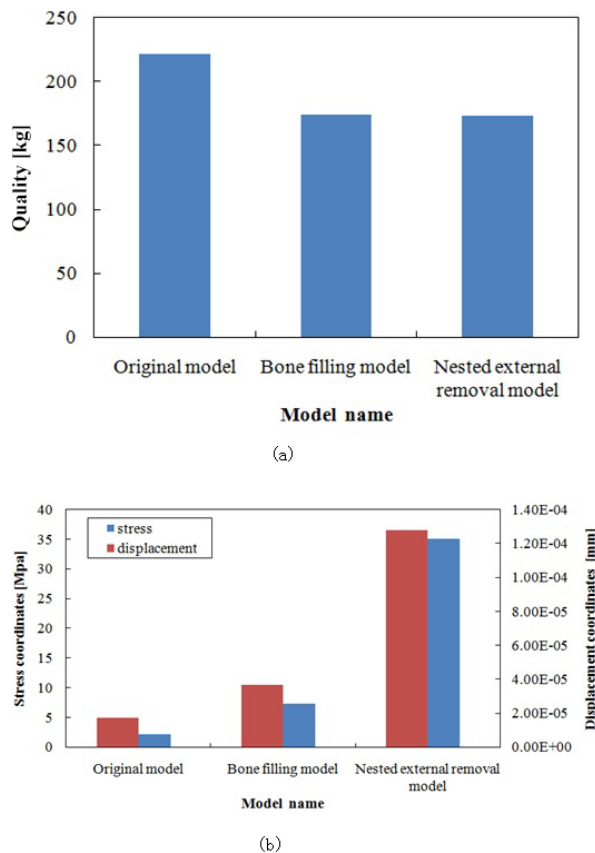 250
200
150
100
50
0
Quality [kg]
Original model
Bone filling model
Nested external
removal model
Model name
(a)
40
35
30
25
20
15
10
5
0
Stress coordinates [Mpa]
stress
displacement
1.40E-04
1.20E-04
1.00E-04
8.00E-05
6.00E-05
4.00E-05
2.00E-05
0.00E+00
Displacement coordinates [mm]
Original model
Bone filling model
Nested external removal
model
Model name
(b)